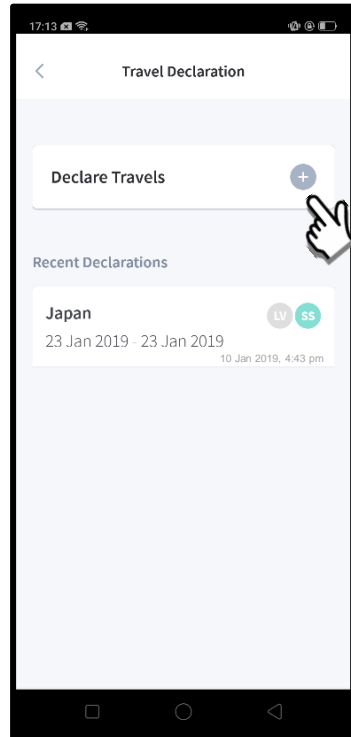 17:13
Travel Declaration
Declare Travels
Recent Declarations
Japan
LV SS
23 Jan 2019 - 23 Jan 2019
10 Jan 2019, 4:43 pm